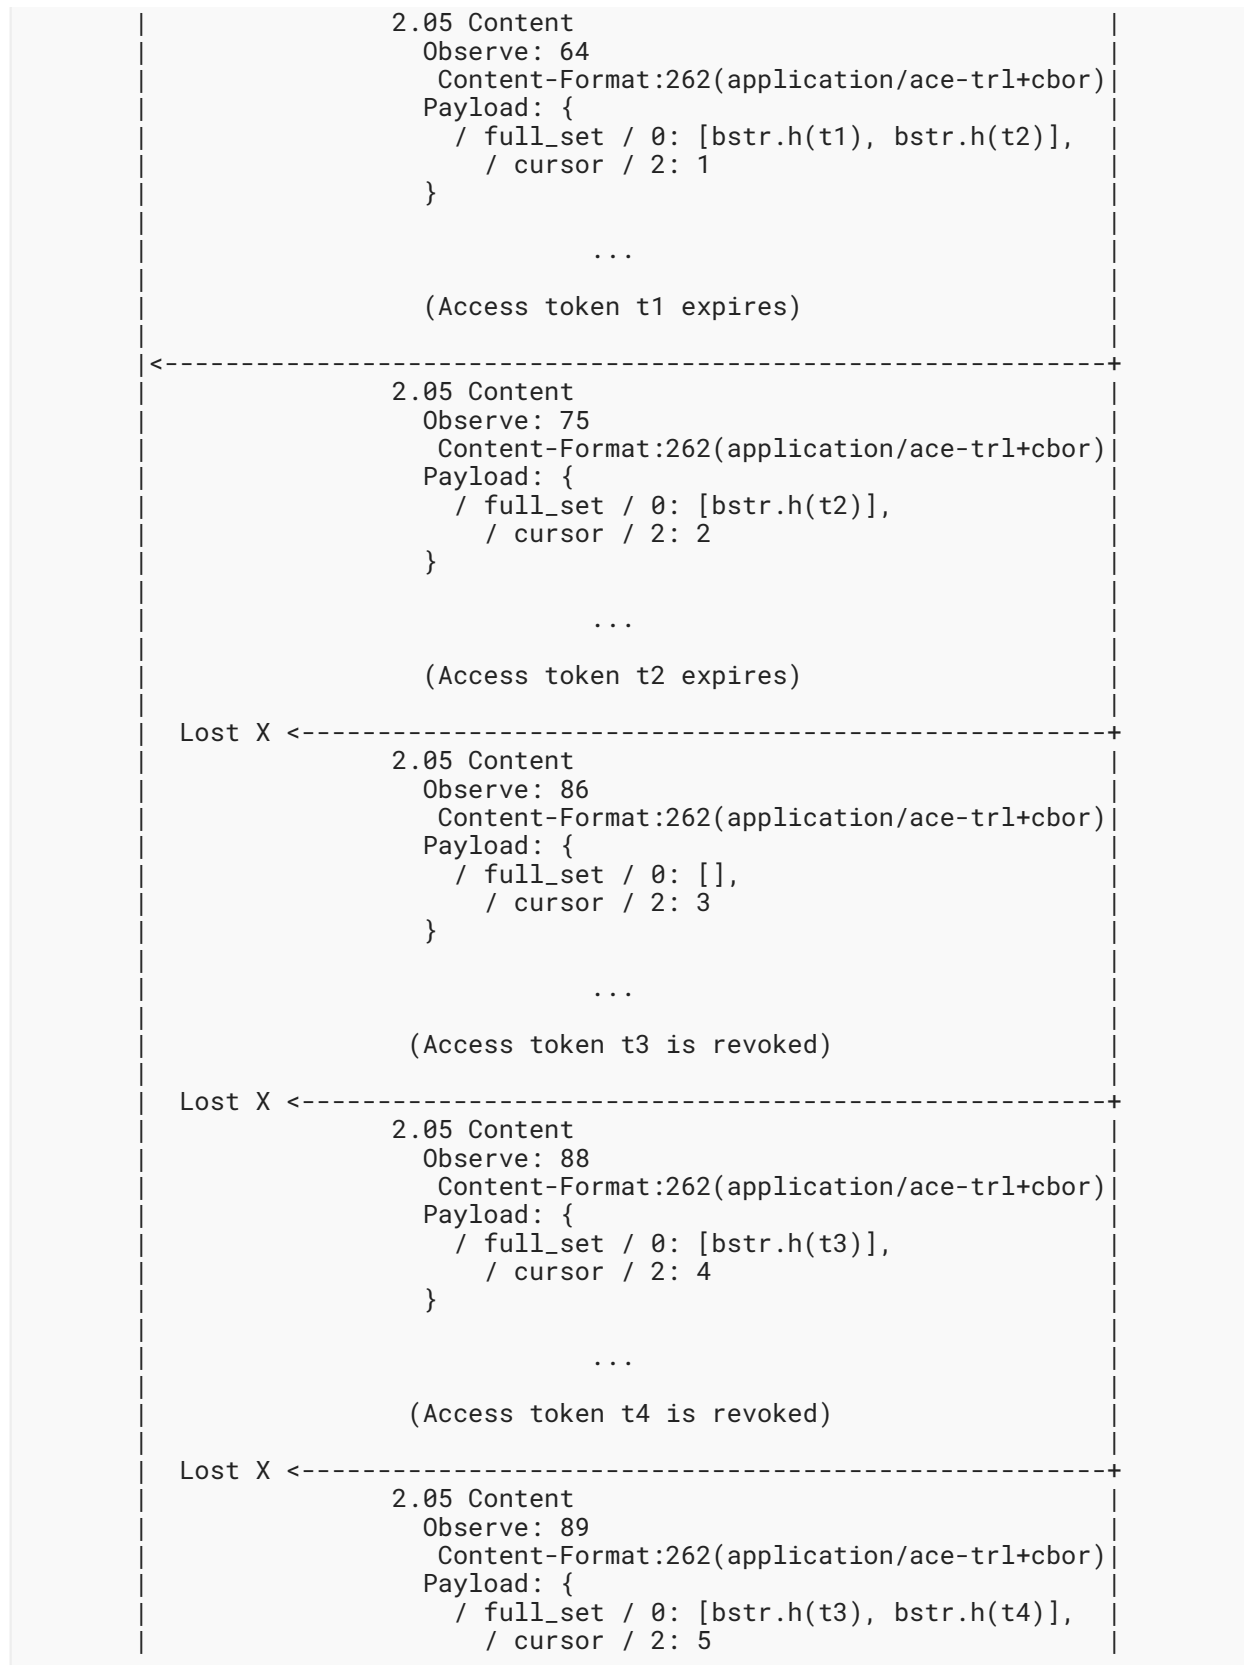 |                2.05 Content                                    |
|                  Observe: 64                                   |
|                   Content-Format:262(application/ace-trl+cbor)|
|                  Payload: {                                    |
|                    / full_set / 0: [bstr.h(t1), bstr.h(t2)],   |
|                      / cursor / 2: 1                           |
|                  }                                             |
|                                                                |
|                             ...                                |
|                                                                |
|                  (Access token t1 expires)                     |
|                                                                |
|<--------------------------------------------------------------+
|                2.05 Content                                    |
|                  Observe: 75                                   |
|                   Content-Format:262(application/ace-trl+cbor)|
|                  Payload: {                                    |
|                    / full_set / 0: [bstr.h(t2)],               |
|                      / cursor / 2: 2                           |
|                  }                                             |
|                                                                |
|                             ...                                |
|                                                                |
|                  (Access token t2 expires)                     |
|                                                                |
|  Lost X <-----------------------------------------------------+
|                2.05 Content                                    |
|                  Observe: 86                                   |
|                   Content-Format:262(application/ace-trl+cbor)|
|                  Payload: {                                    |
|                    / full_set / 0: [],                         |
|                      / cursor / 2: 3                           |
|                  }                                             |
|                                                                |
|                             ...                                |
|                                                                |
|                 (Access token t3 is revoked)                   |
|                                                                |
|  Lost X <-----------------------------------------------------+
|                2.05 Content                                    |
|                  Observe: 88                                   |
|                   Content-Format:262(application/ace-trl+cbor)|
|                  Payload: {                                    |
|                    / full_set / 0: [bstr.h(t3)],               |
|                      / cursor / 2: 4                           |
|                  }                                             |
|                                                                |
|                             ...                                |
|                                                                |
|                 (Access token t4 is revoked)                   |
|                                                                |
|  Lost X <-----------------------------------------------------+
|                2.05 Content                                    |
|                  Observe: 89                                   |
|                   Content-Format:262(application/ace-trl+cbor)|
|                  Payload: {                                    |
|                    / full_set / 0: [bstr.h(t3), bstr.h(t4)],   |
|                      / cursor / 2: 5                           |